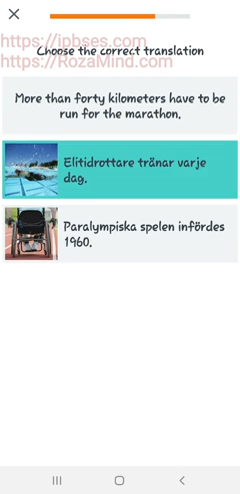 https://ipbses.com
https://RozaMind.com
Choose the correct translation
More than forty kilometers have to be
run for the marathon.
Elitidrottare tränar varje
dag.
Paralympiska spelen infördes
1960.